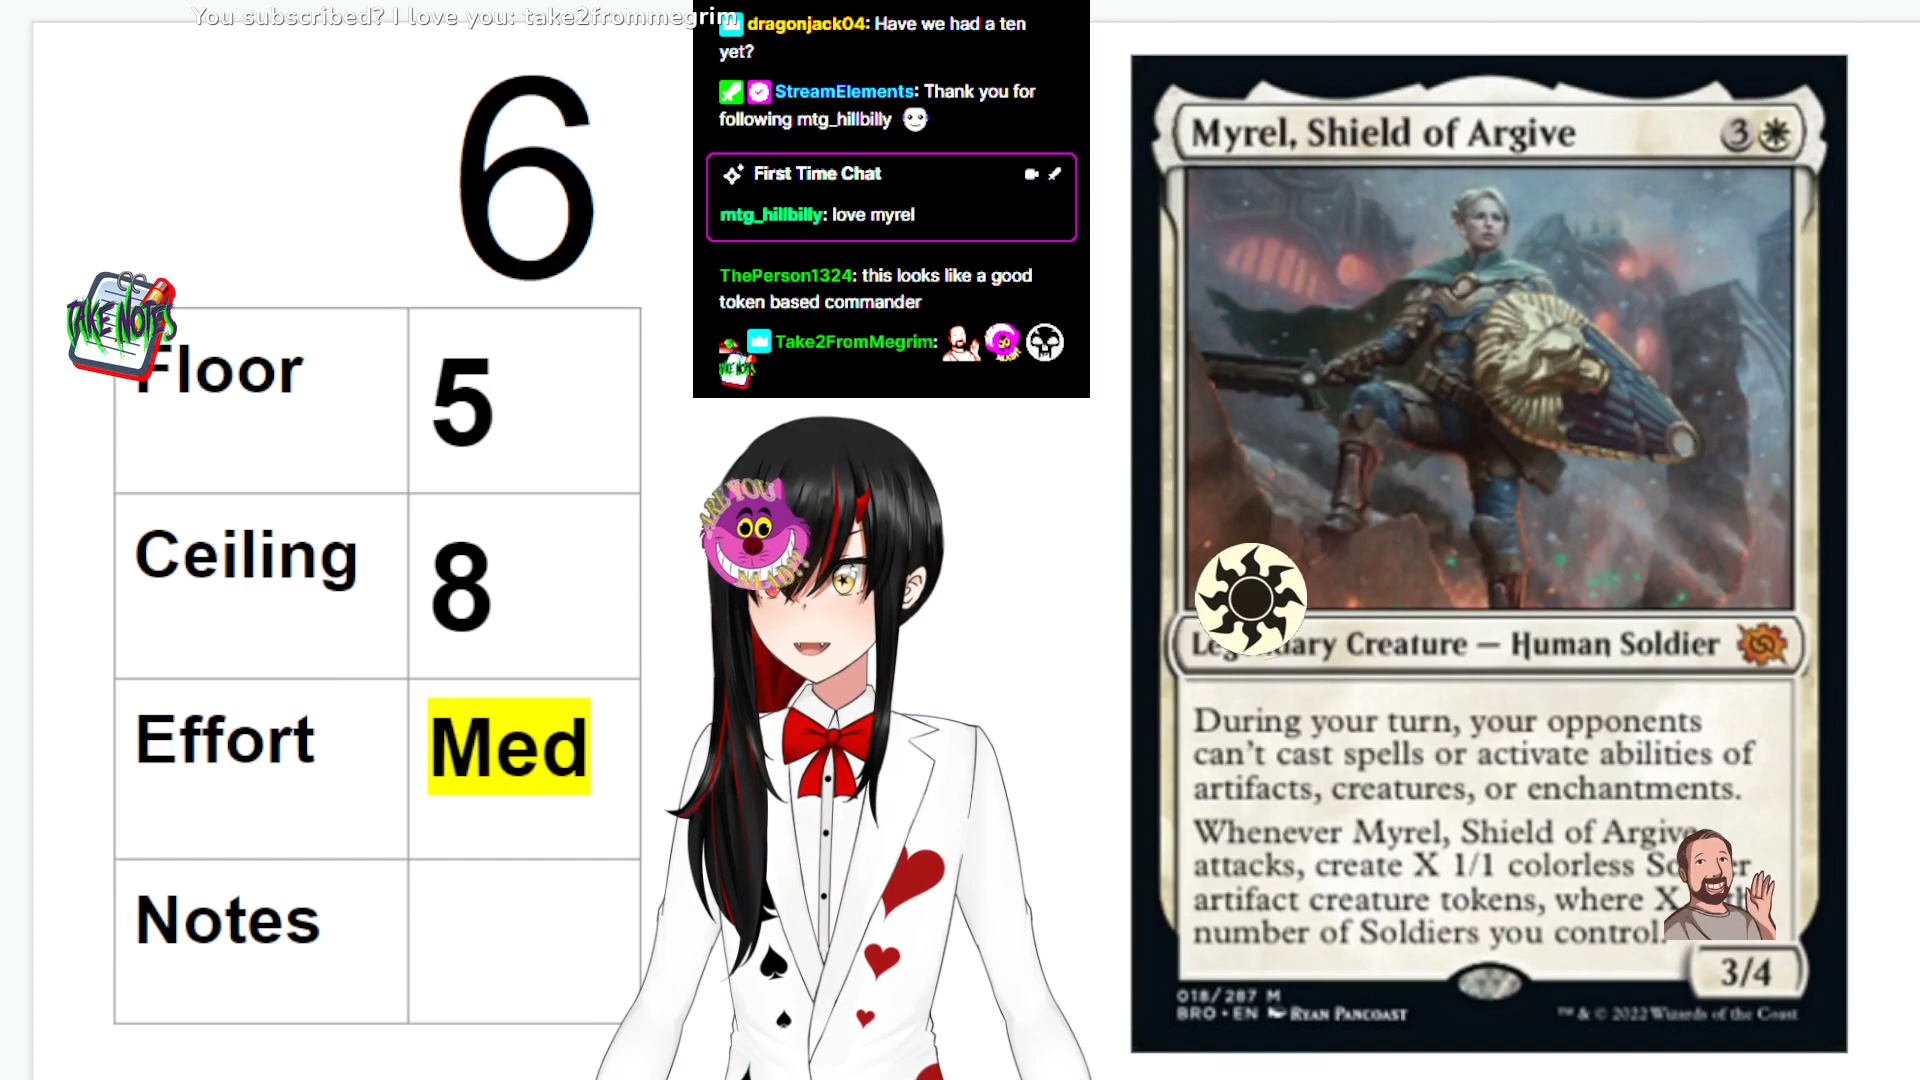 You subscribed? I love you: take2frommegrim
6
TAKE NOTES
Floor
5
Ceiling
8
Effort
Med
Notes
dragonjack04: Have we had a ten
yet?
StreamElements: Thank you for
following mtg_hillbilly
First Time Chat
mtg_hillbilly: love myrel
ThePerson1324: this looks like a good
token based commander
Take2FromMegrim:
ARE YOU
MAD?
Myrel, Shield of Argive
3
Creature — Human Soldier
During your turn, your opponents
can't cast spells or activate abilities of
artifacts, creatures, or enchantments.
Whenever Myrel, Shield of Argive
attacks, create X 1/1 colorless
artifact creature tokens, where X
number of Soldiers you control.
3/4
018/287 M
BRO • EN RYAN PANCOAST
™ & © 2022 Wizards of the Coast